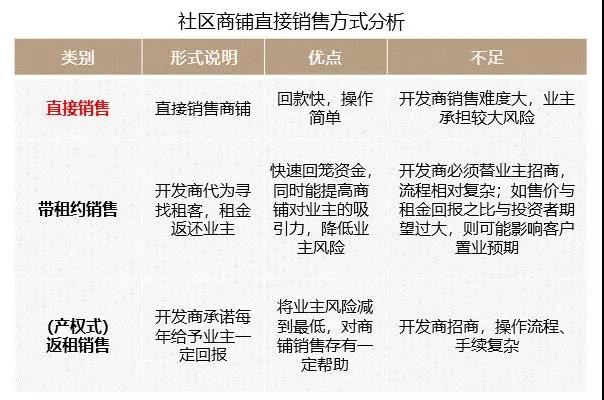 社区商铺直接销售方式分析
类别 形式说明 优点 不足
直接销售
直接销售商铺
回款快，操作
简单
开发商销售难度大，业主
承担较大风险
带租约销售
开发商代为寻
找租客，租金
返还业主
快速回笼资金，
同时能提高商
铺对业主的吸
引力，降低业
主风险
开发商必须替业主招商，
流程相对复杂；如售价与
租金回报之比与投资者期
望过大，则可能影响客户
置业预期
(产权式)
返租销售
开发商承诺每
年给予业主一
定回报
将业主风险减
到最低，对商
铺销售存有一
定帮助
开发商招商，操作流程、
手续复杂